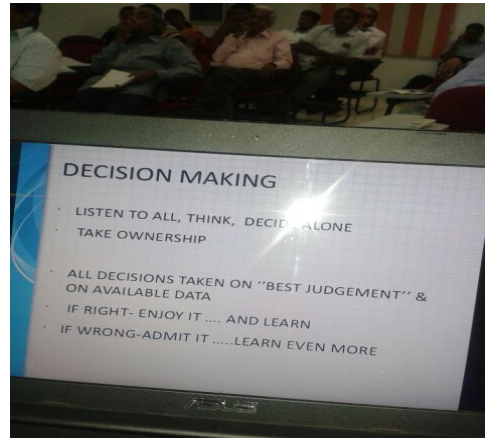 DECISION MAKING
LISTEN TO ALL, THINK, DECIDE ALONE
TAKE OWNERSHIP
ALL DECISIONS TAKEN ON "BEST JUDGEMENT" &
ON AVAILABLE DATA
IF RIGHT- ENJOY IT .... AND LEARN
IF WRONG-ADMIT IT .....LEARN EVEN MORE
ASUS